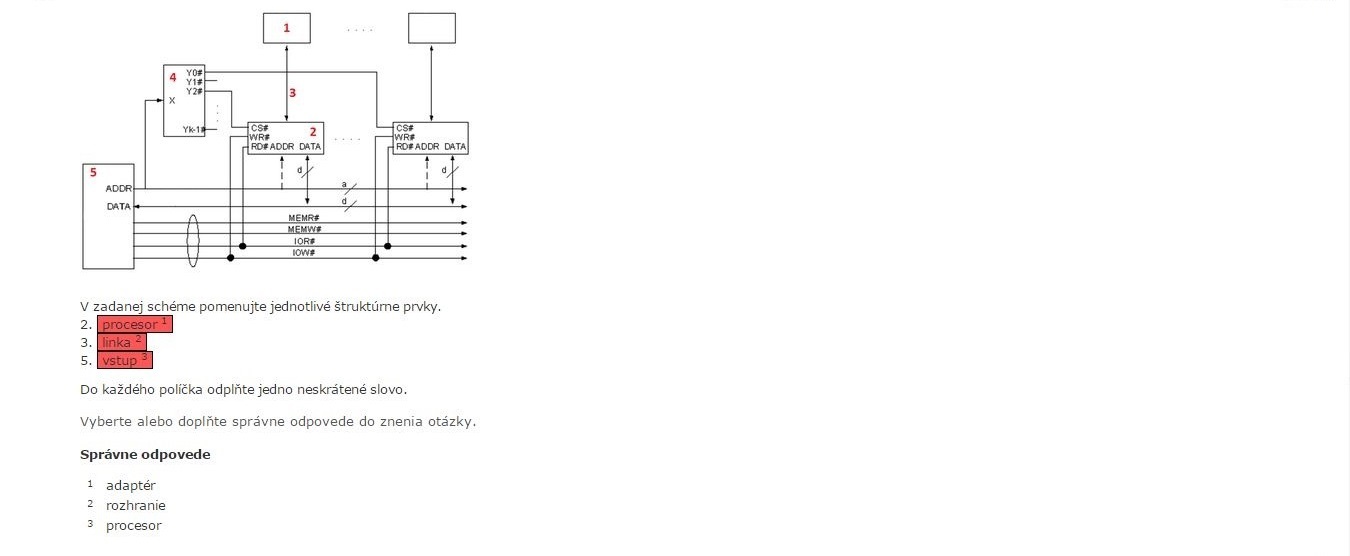 1
. . . .
4 Y0#
Y1#
Y2#
X
3
Yk-1#
CS# 2
WR#
RD# ADDR DATA
. . . .
CS#
WR#
RD# ADDR DATA
5
d
d
ADDR
a
DATA
d
MEMR#
MEMW#
IOR#
IOW#
V zadanej schéme pomenujte jednotlivé štruktúrne prvky.
2. procesor 1
3. linka 2
5. vstup 3
Do každého políčka odplňte jedno neskrátené slovo.
Vyberte alebo doplňte správne odpovede do znenia otázky.
Správne odpovede
1 adaptér
2 rozhranie
3 procesor